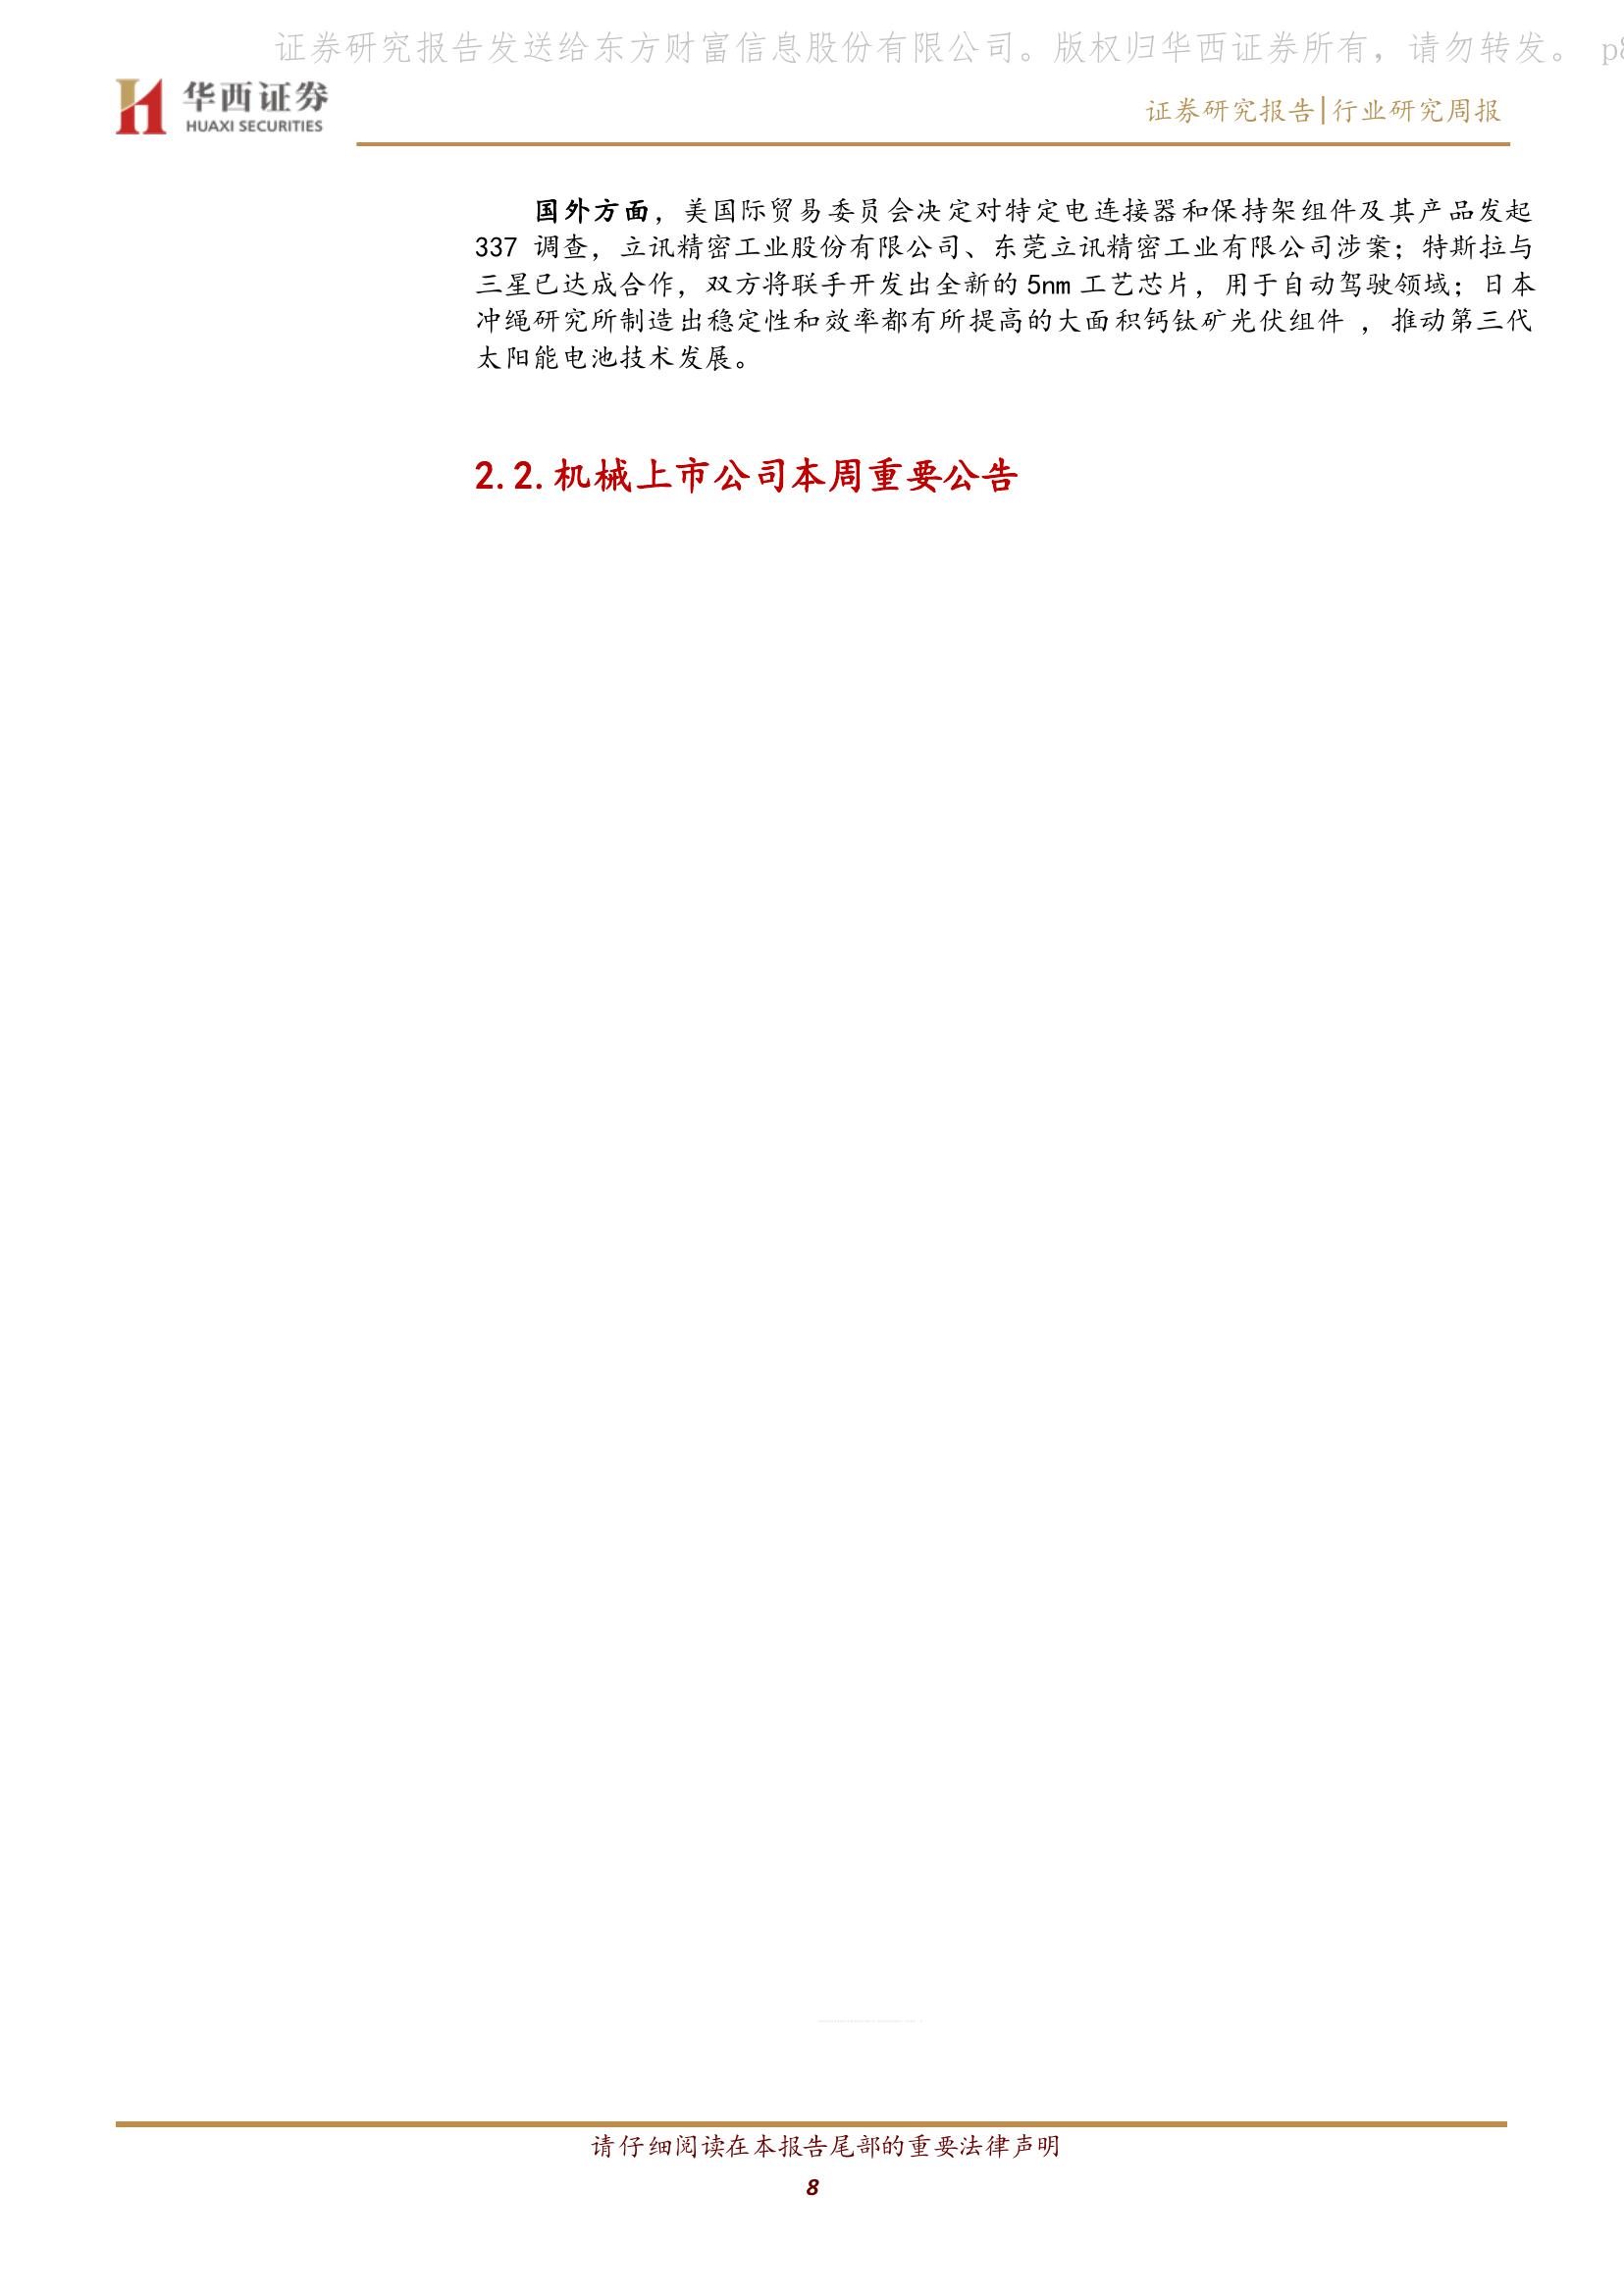 证券研究报告发送给东方财富信息股份有限公司。版权归华西证券所有，请勿转发。 p8
华西证券
HUAXI SECURITIES
证券研究报告|行业研究周报
国外方面，美国际贸易委员会决定对特定电连接器和保持架组件及其产品发起
337 调查，立讯精密工业股份有限公司、东莞立讯精密工业有限公司涉案；特斯拉与
三星已达成合作，双方将联手开发出全新的 5nm 工艺芯片，用于自动驾驶领域；日本
冲绳研究所制造出稳定性和效率都有所提高的大面积钙钛矿光伏组件 ，推动第三代
太阳能电池技术发展。
2.2.机械上市公司本周重要公告
请仔细阅读在本报告尾部的重要法律声明
8